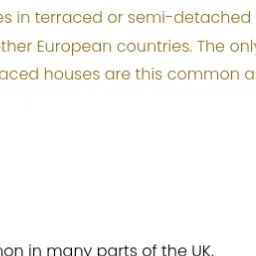 es in terraced or semi-detached
ther European countries. The only
aced houses are this common a
non in many parts of the UK.